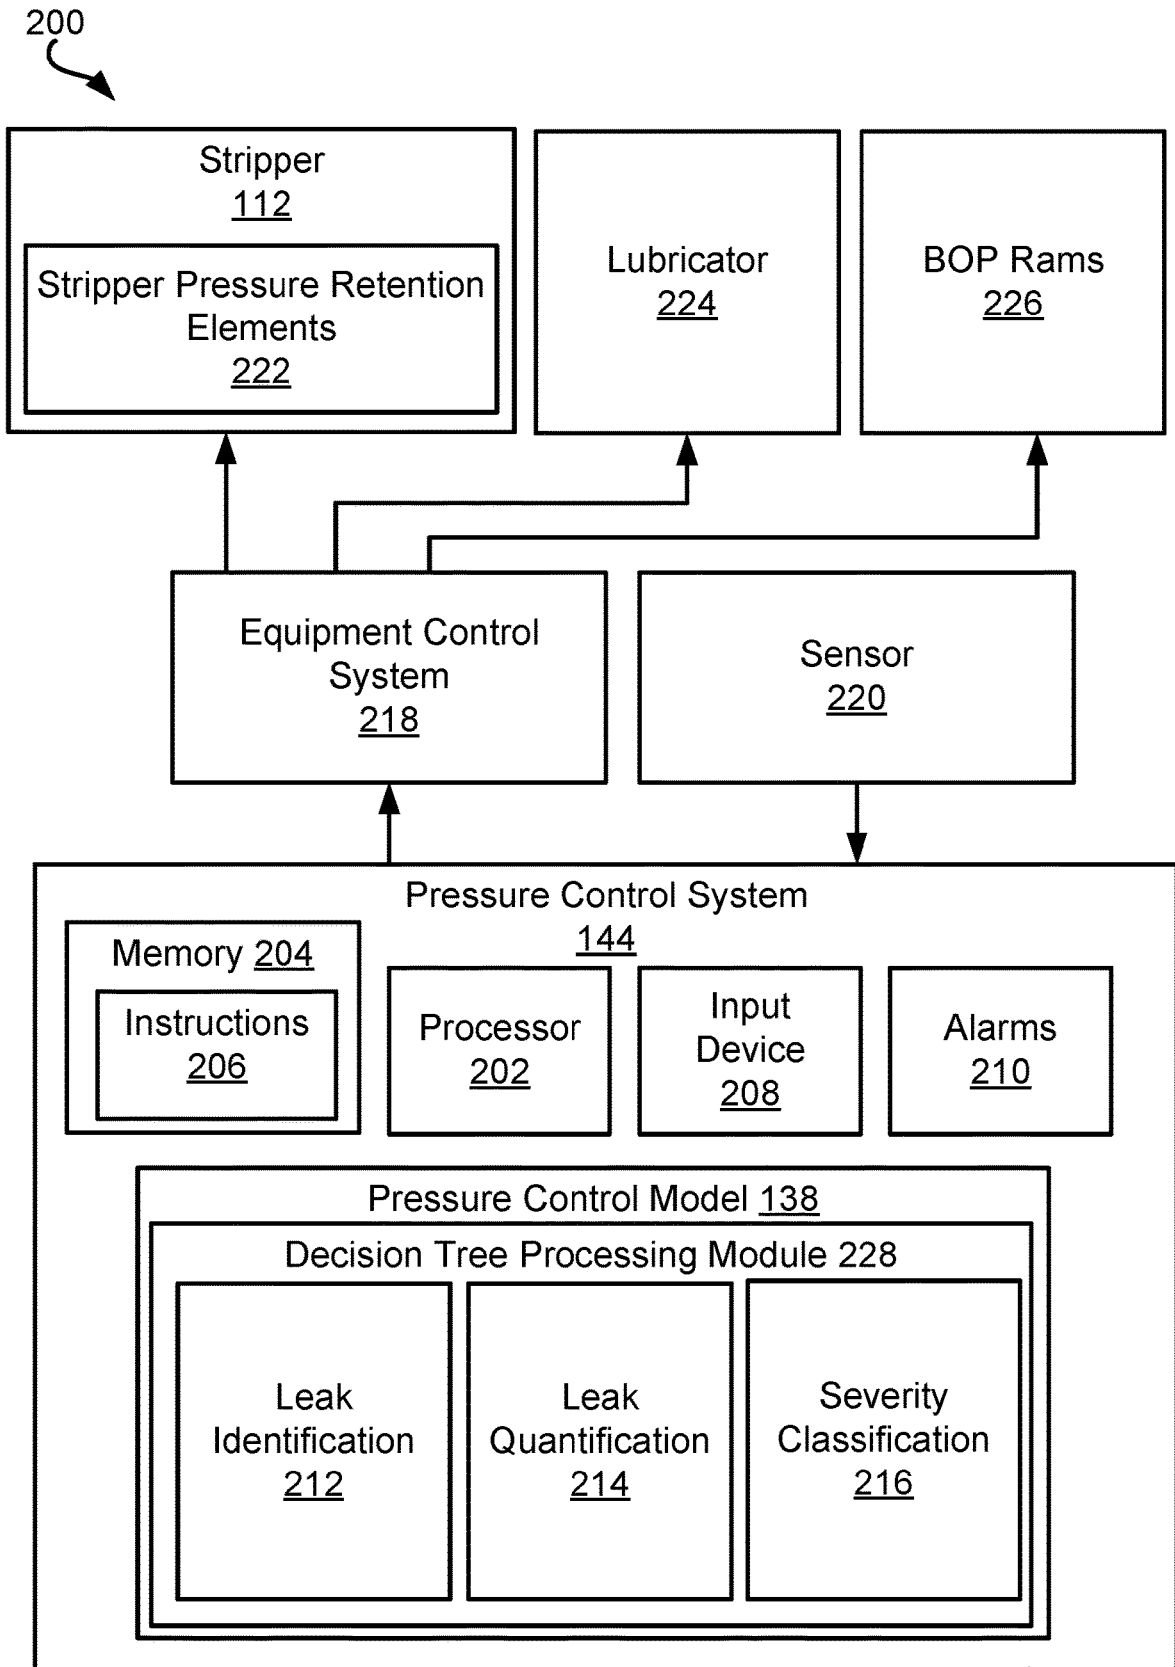 200
Stripper
112
Stripper Pressure Retention
Elements
222
Lubricator
224
BOP Rams
226
Equipment Control
System
218
Sensor
220
Pressure Control System
144
Memory 204
Instructions
206
Processor
202
Input
Device
208
Alarms
210
Pressure Control Model 138
Decision Tree Processing Module 228
Leak
Identification
212
Leak
Quantification
214
Severity
Classification
216